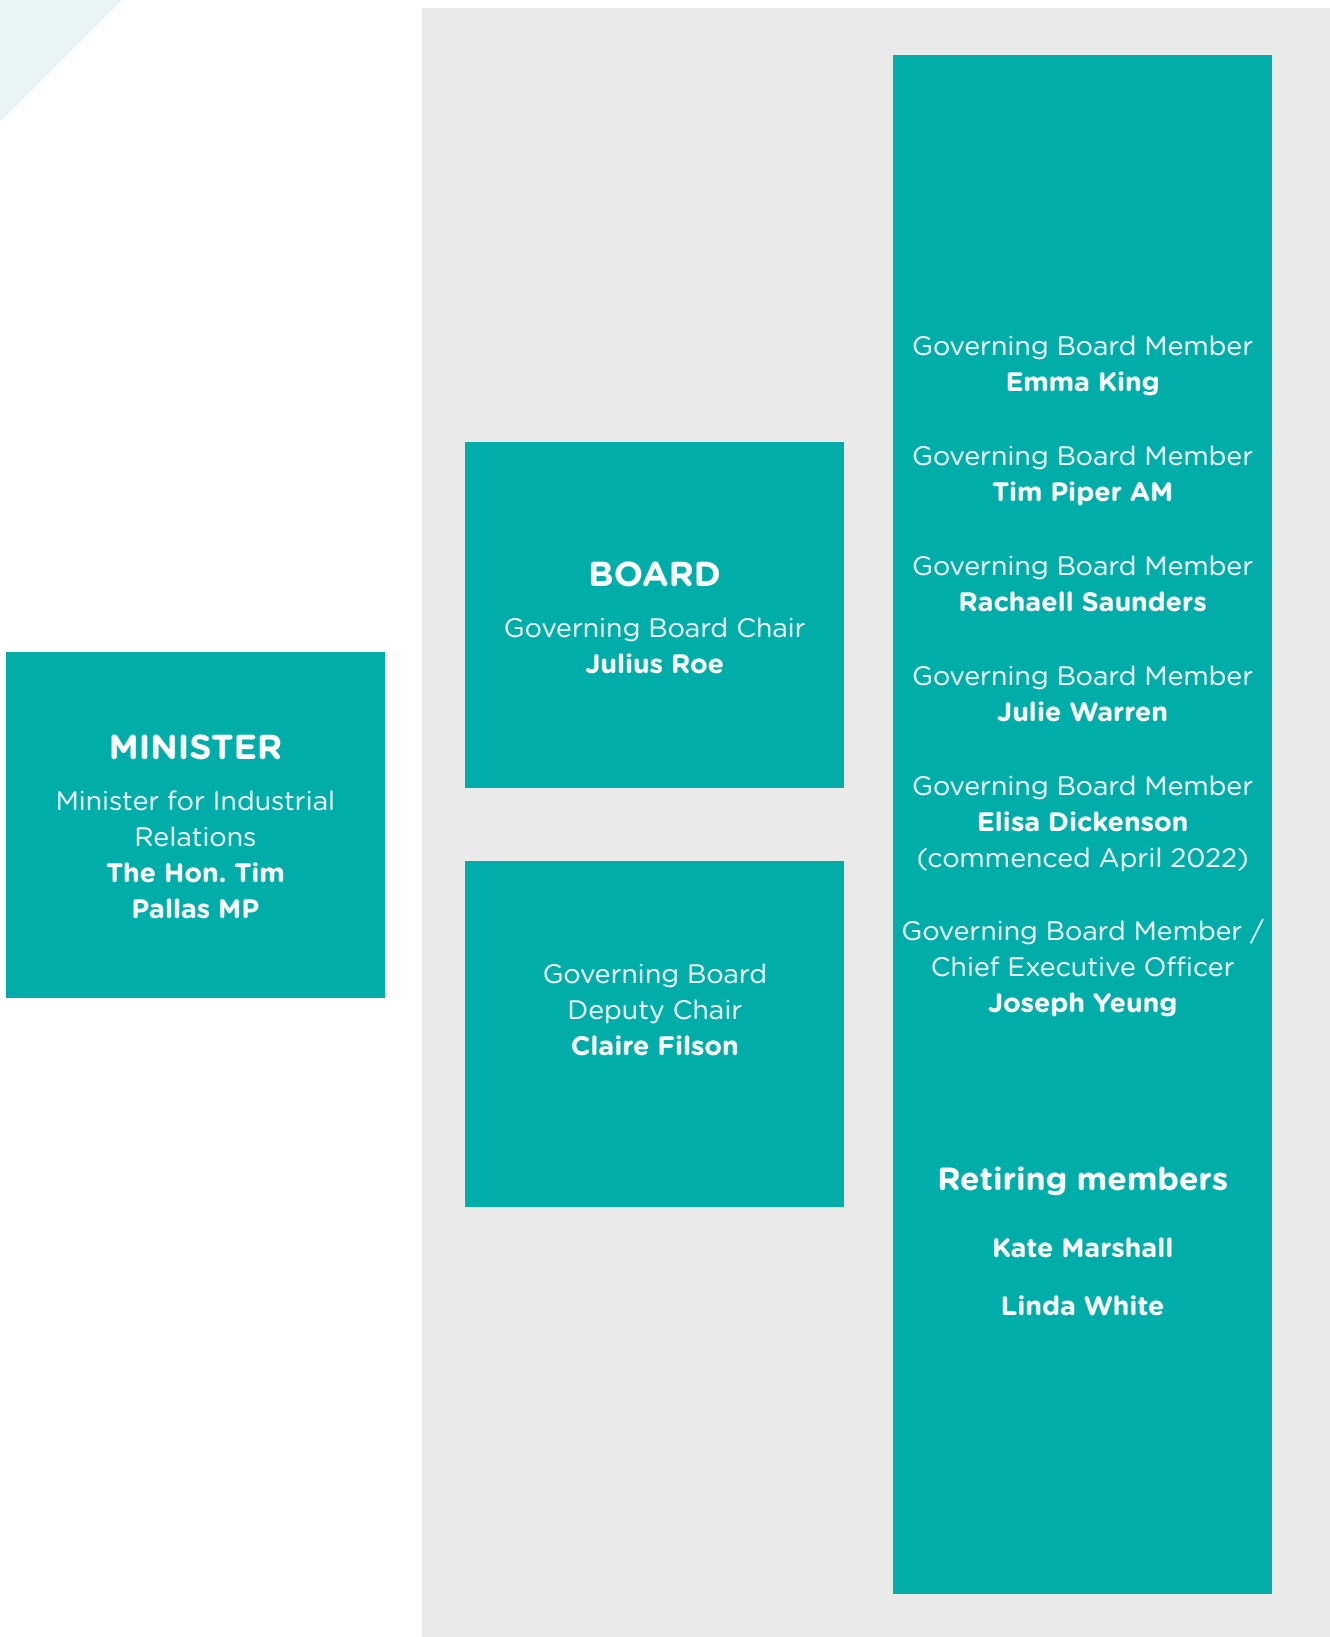 MINISTER
Minister for Industrial
Relations
The Hon. Tim
Pallas MP
BOARD
Governing Board Chair
Julius Roe
Governing Board
Deputy Chair
Claire Filson
Governing Board Member
Emma King
Governing Board Member
Tim Piper AM
Governing Board Member
Rachaell Saunders
Governing Board Member
Julie Warren
Governing Board Member
Elisa Dickenson
(commenced April 2022)
Governing Board Member /
Chief Executive Officer
Joseph Yeung
Retiring members
Kate Marshall
Linda White